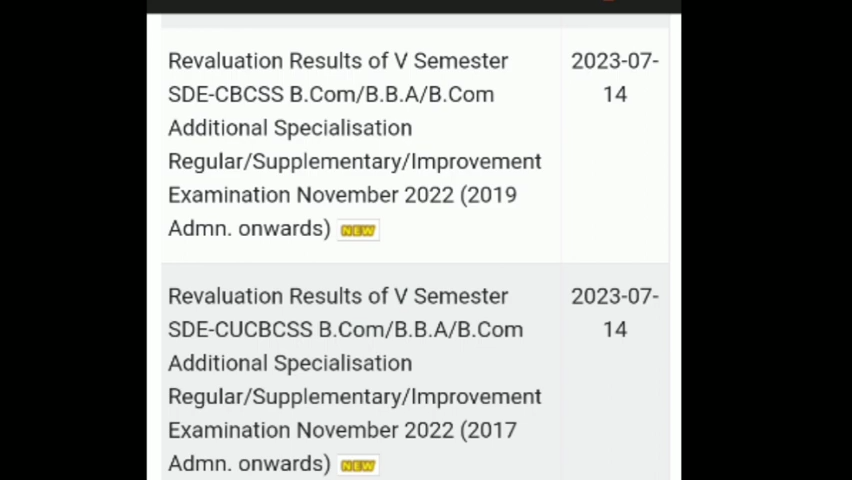 Revaluation Results of V Semester
SDE-CBCSS B.Com/B.B.A/B.Com
Additional Specialisation
Regular/Supplementary/Improvement
Examination November 2022 (2019
Admn. onwards) NEW
2023-07-
14
Revaluation Results of V Semester
SDE-CUCBCSS B.Com/B.B.A/B.Com
Additional Specialisation
Regular/Supplementary/Improvement
Examination November 2022 (2017
Admn. onwards) NEW
2023-07-
14